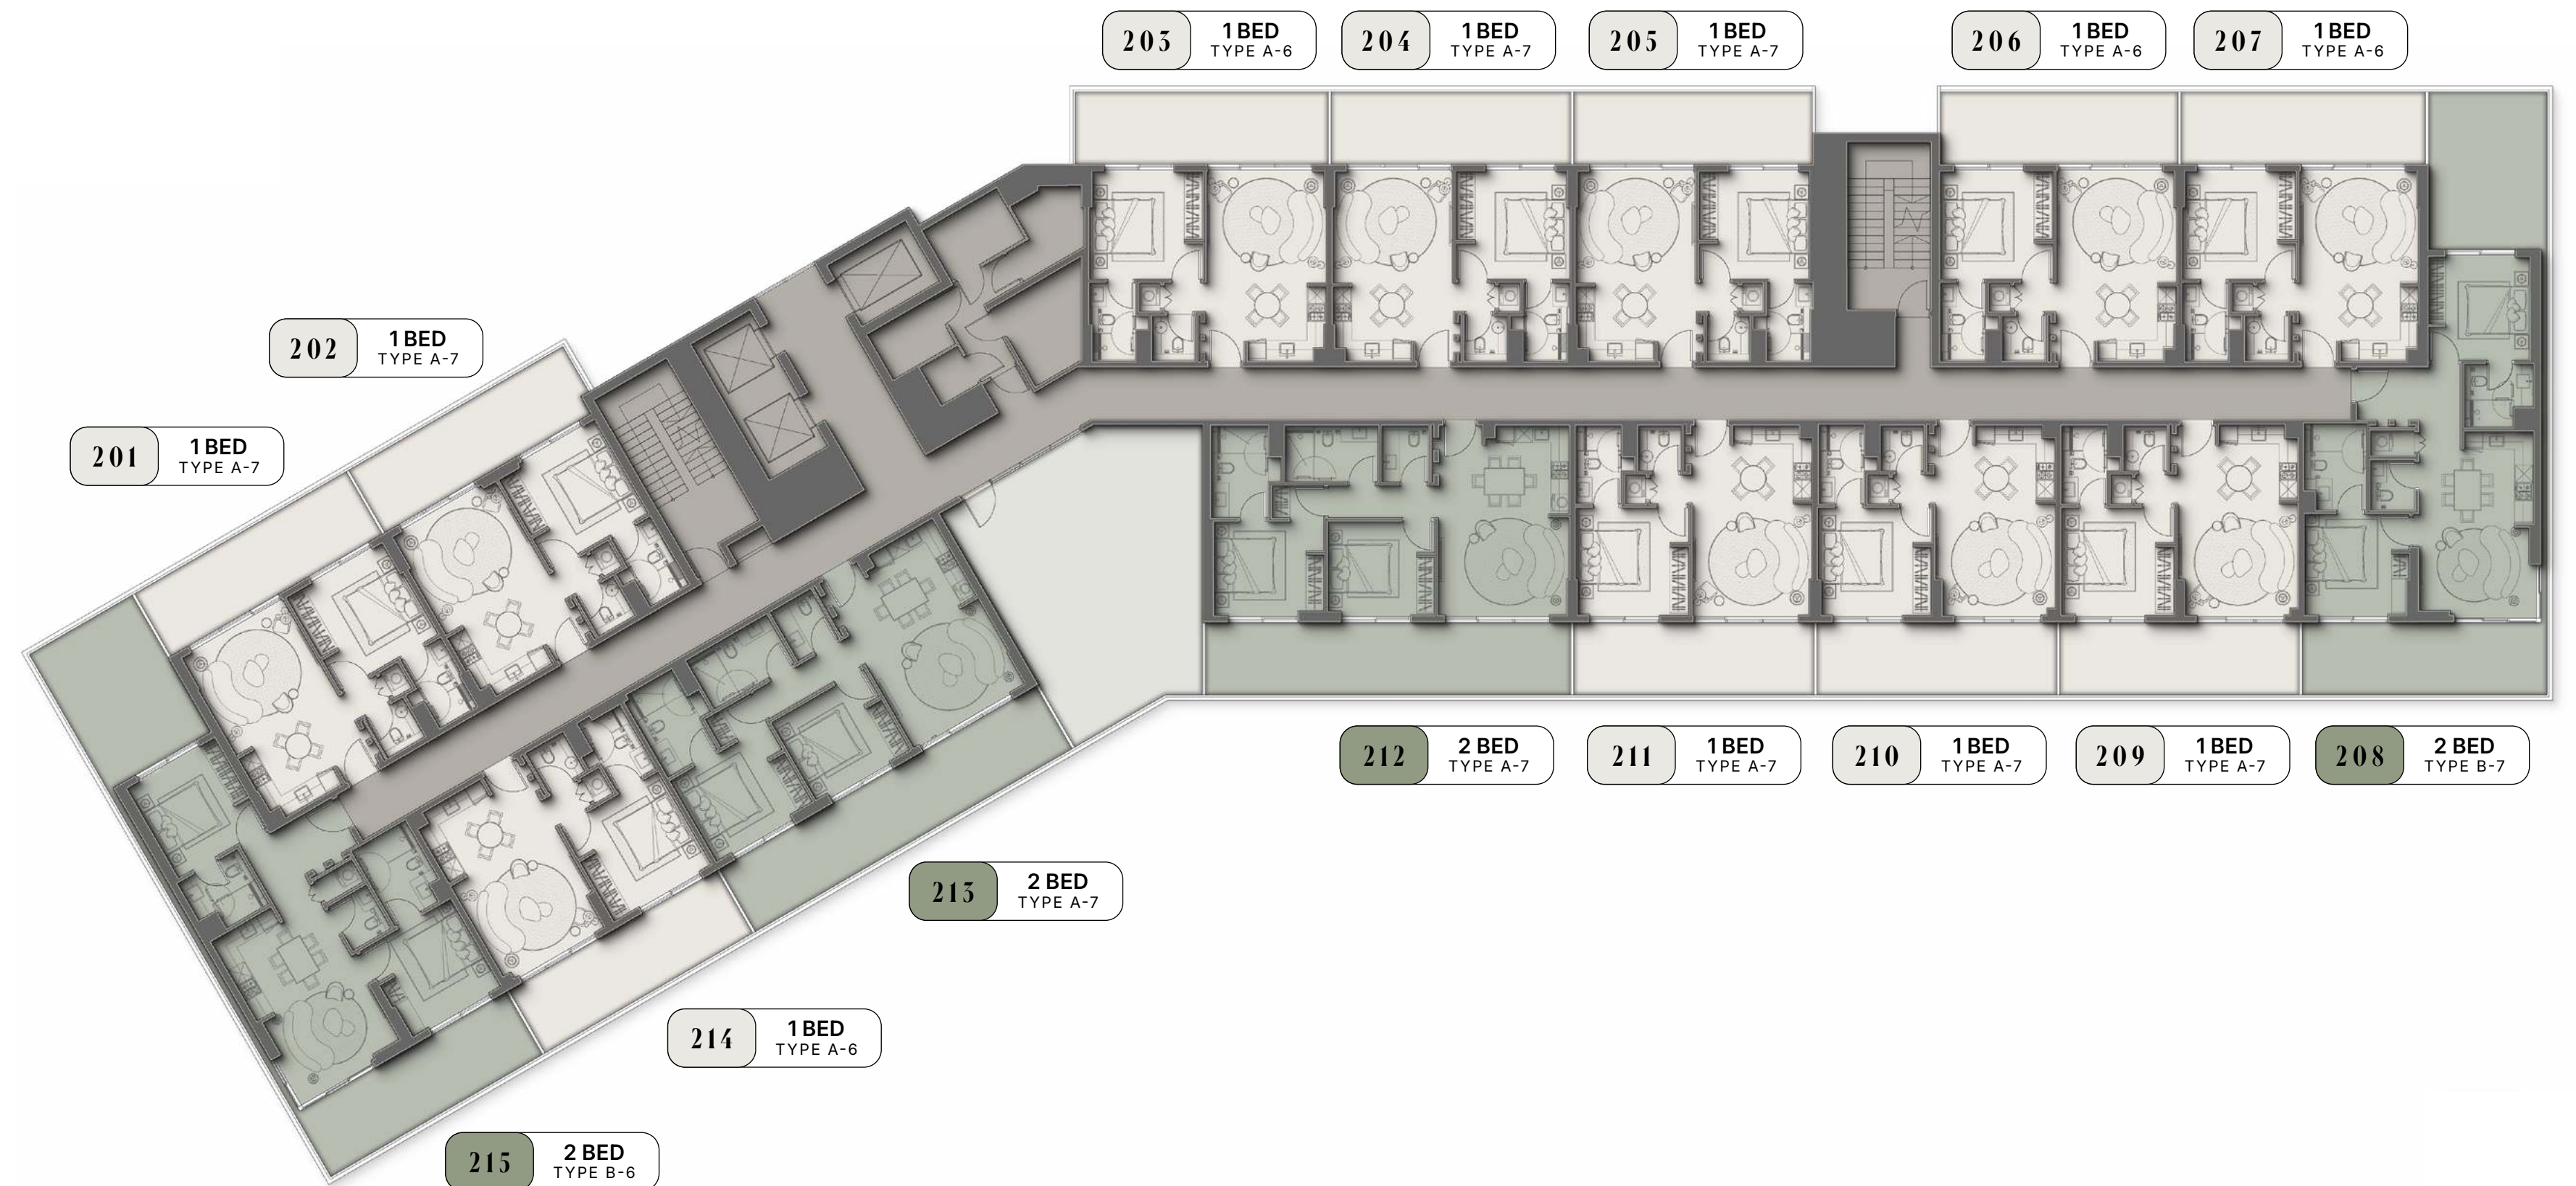 203 1 BED
TYPE A-6
204 1 BED
TYPE A-7
205 1 BED
TYPE A-7
206 1 BED
TYPE A-6
207 1 BED
TYPE A-6
202 1 BED
TYPE A-7
201 1 BED
TYPE A-7
212 2 BED
TYPE A-7
211 1 BED
TYPE A-7
210 1 BED
TYPE A-7
209 1 BED
TYPE A-7
208 2 BED
TYPE B-7
213 2 BED
TYPE A-7
214 1 BED
TYPE A-6
215 2 BED
TYPE B-6